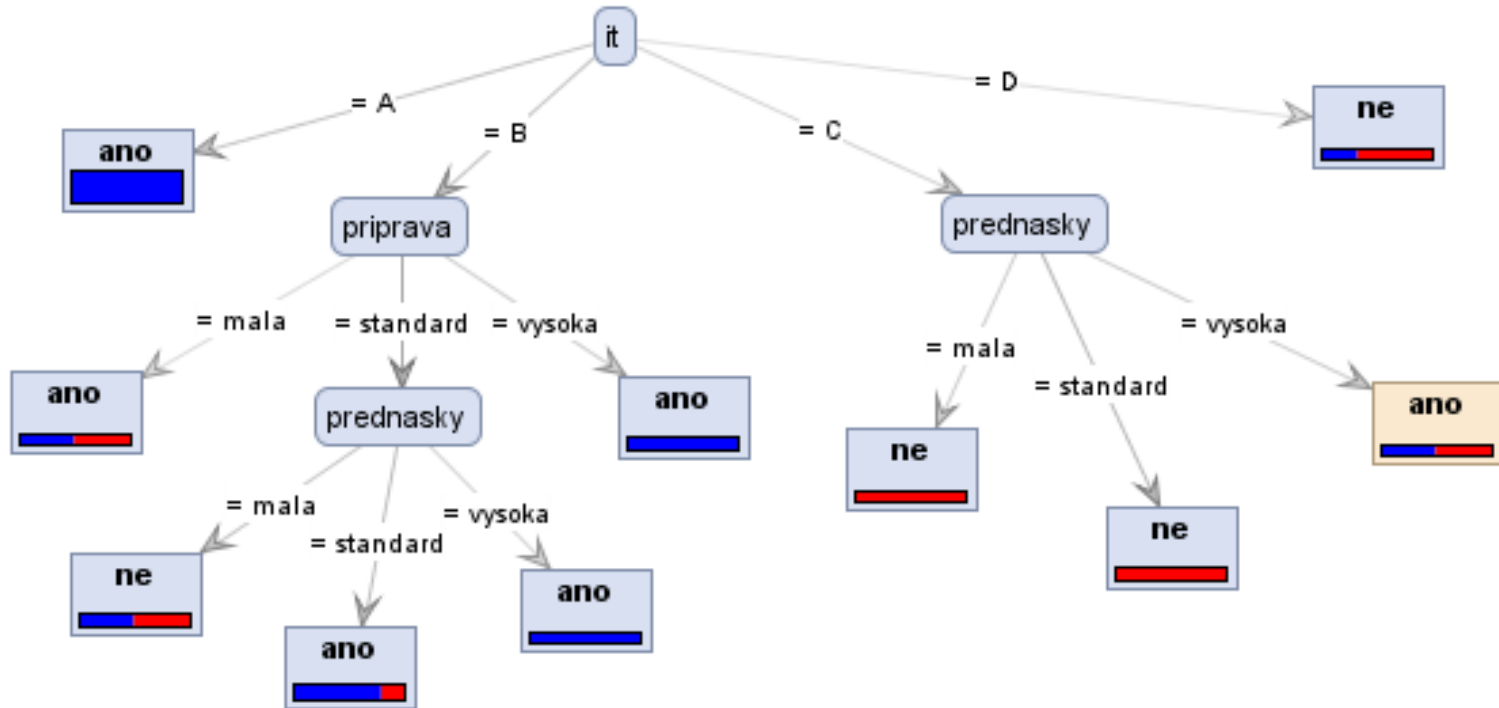 it
= A
= B
= C
= D
ano
ne
priprava
prednasky
= mala
= standard
= vysoka
= mala
= standard
= vysoka
ano
prednasky
ano
ne
ne
ano
= mala
= standard
= vysoka
ne
ano
ano